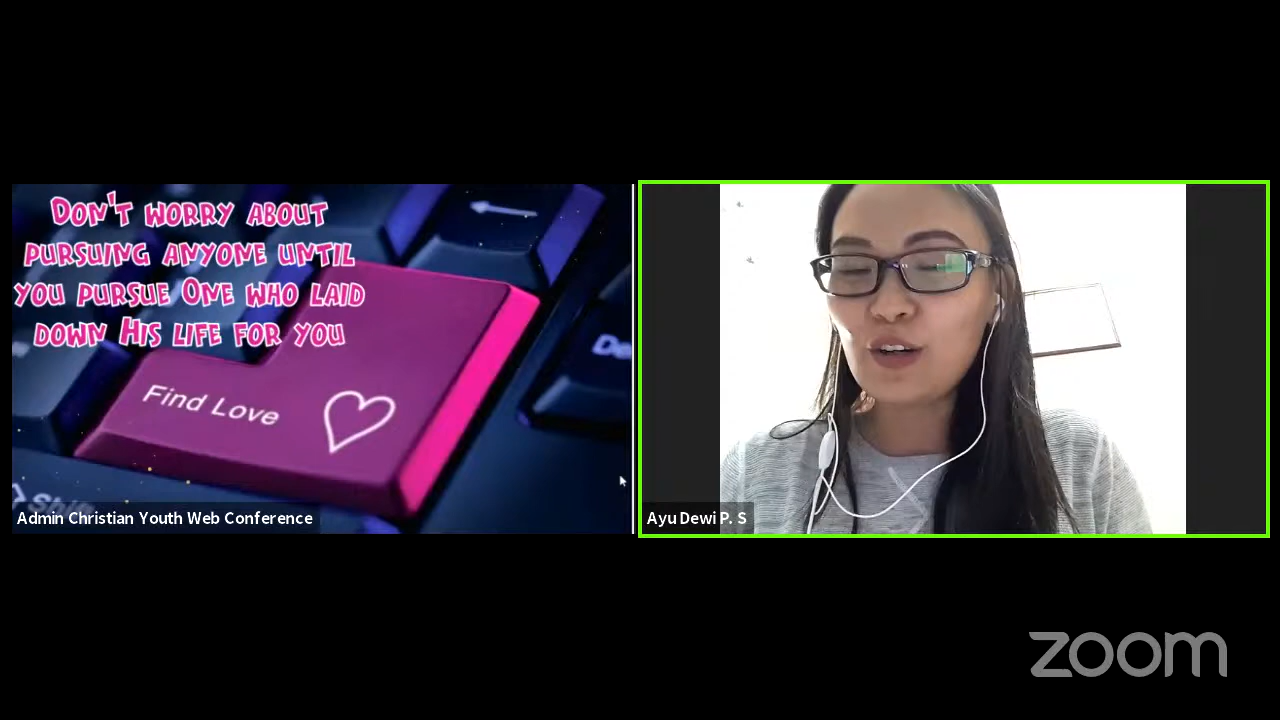 Don't worry about
pursuing anyone until
you pursue One who laid
down His life for you
Find Love
Shift
Admin Christian Youth Web Conference
Ayu Dewi P. S
zoom